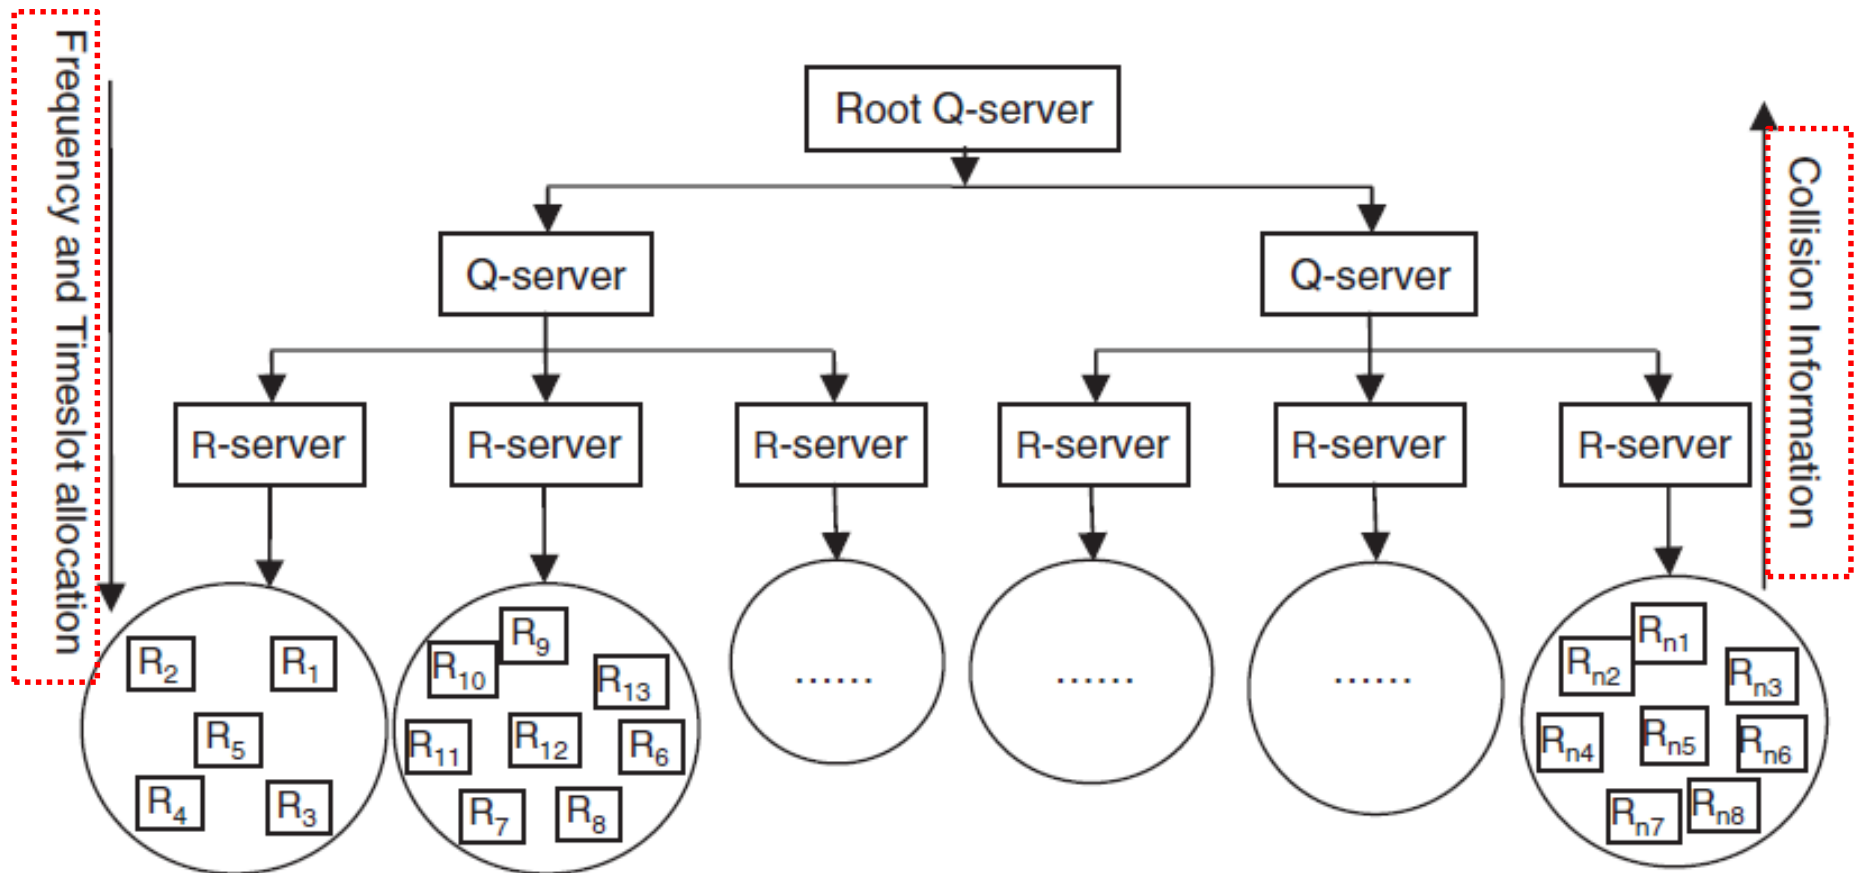 Frequency and Timeslot allocation
Root Q-server
Collision Information
Q-server
Q-server
R-server
R-server
R-server
R-server
R-server
R-server
R2
R1
R5
R4
R3
R9
R10
R13
R11
R12
R6
R7
R8
......
......
......
Rn1
Rn2
Rn3
Rn4
Rn5
Rn6
Rn7
Rn8